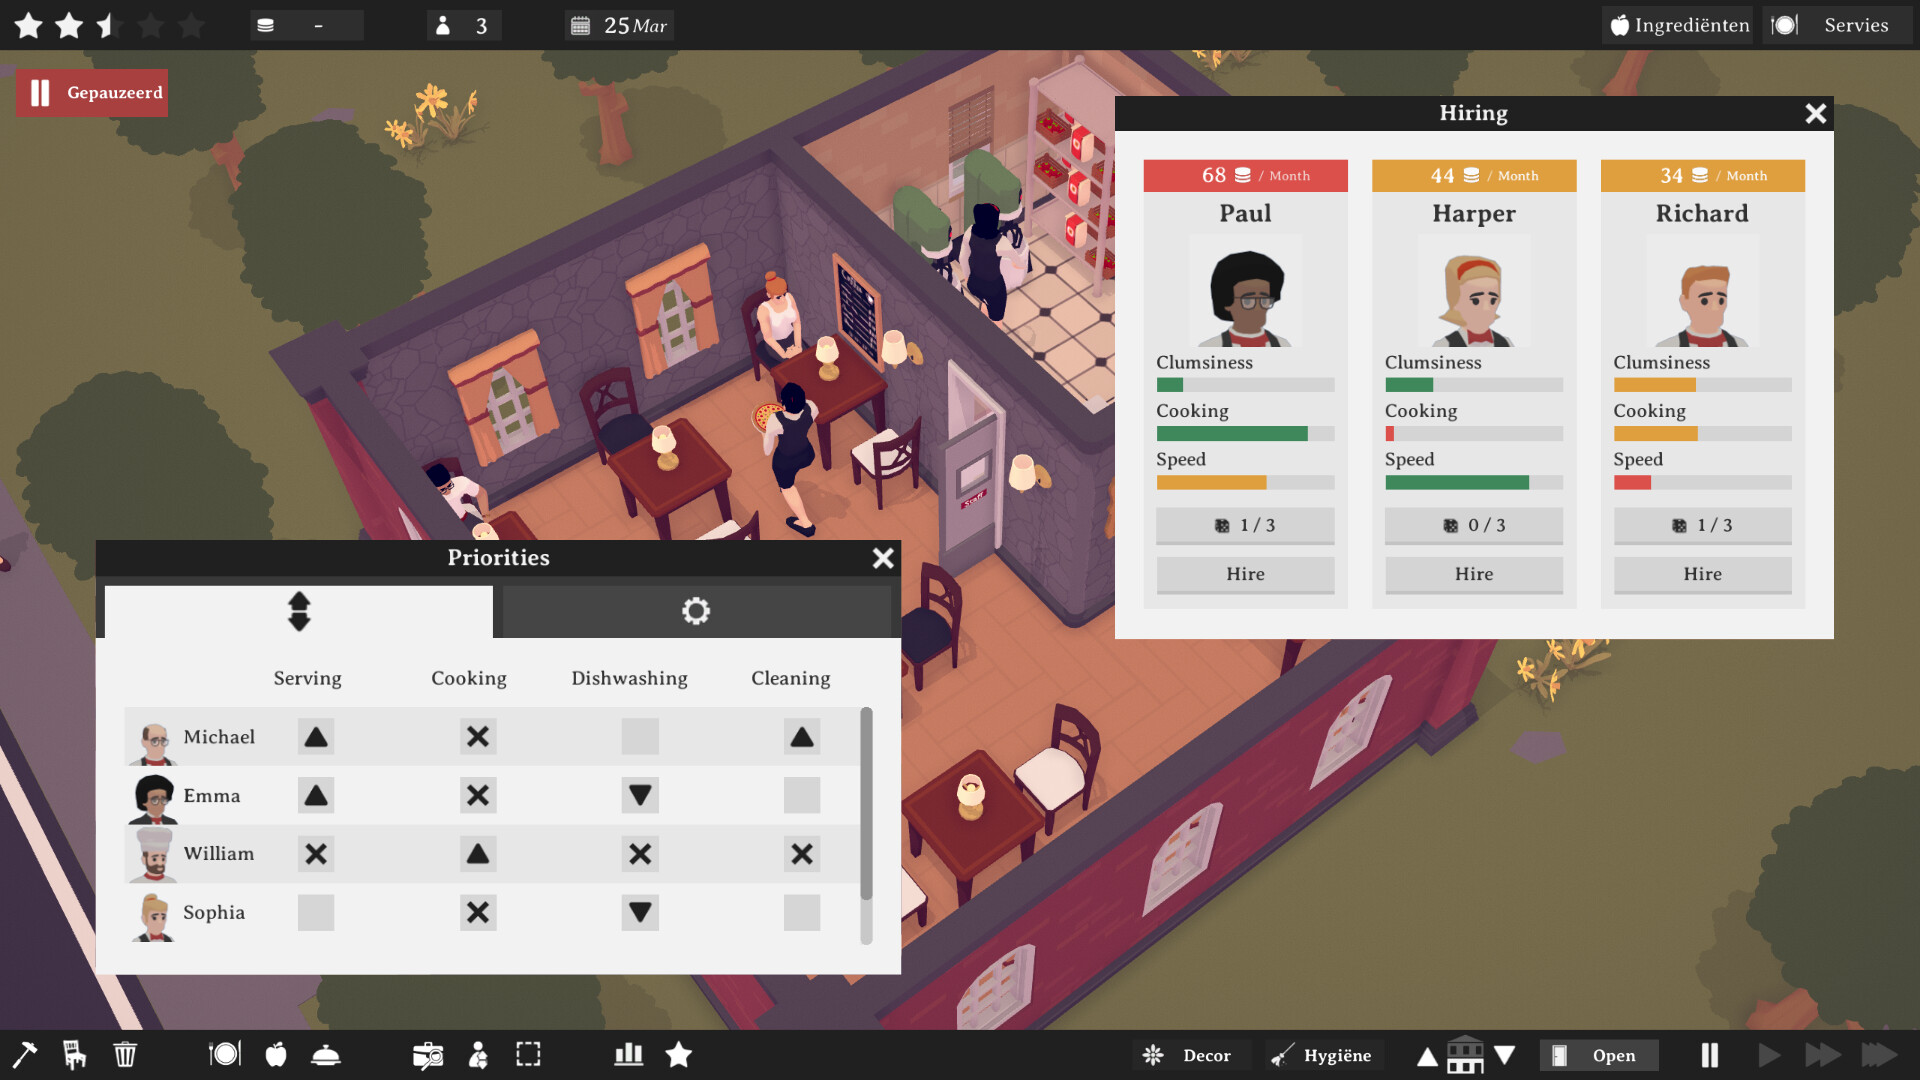 - 3 25 Mar Ingrediënten Servies
Gepauzeerd
Hiring
68 / Month 44 / Month 34 / Month
Paul Harper Richard
Clumsiness Clumsiness Clumsiness
Cooking Cooking Cooking
Speed Speed Speed
1 / 3 0 / 3 1 / 3
Hire Hire Hire
Staff
Priorities
Serving Cooking Dishwashing Cleaning
Michael
Emma
William
Sophia
Decor Hygiëne Open